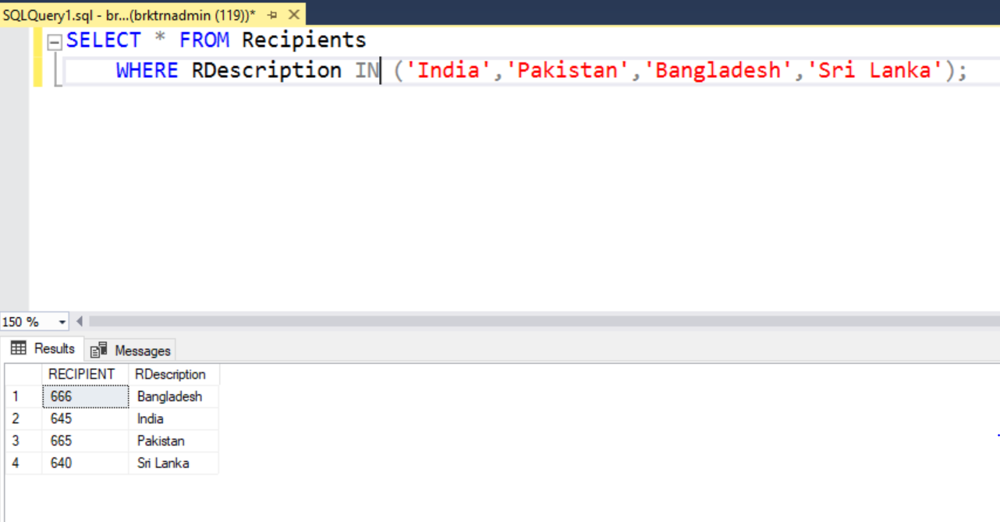 SQLQuery1.sql - br...(brktrnadmin (119))*
SELECT * FROM Recipients
WHERE RDescription IN ('India','Pakistan','Bangladesh','Sri Lanka');
150 %
Results Messages
RECIPIENT RDescription
1 666 Bangladesh
2 645 India
3 665 Pakistan
4 640 Sri Lanka